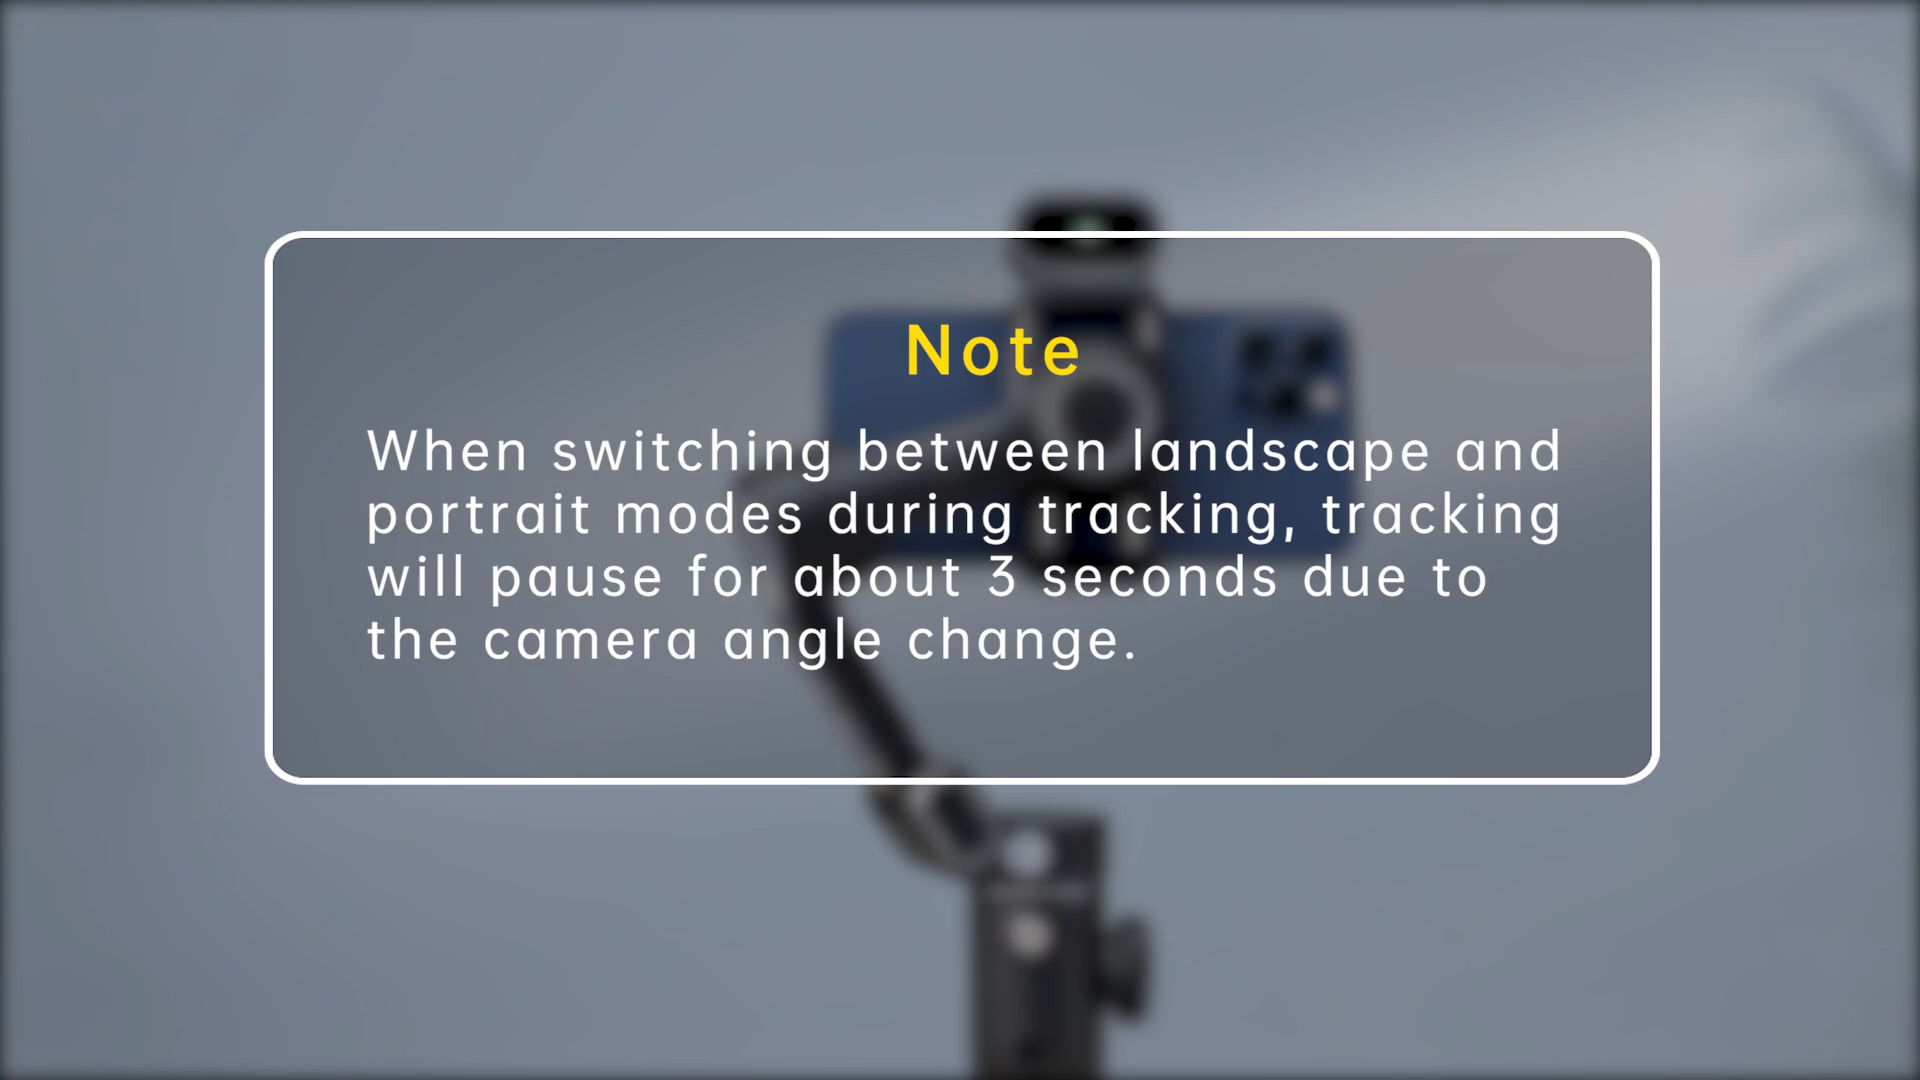 Note
When switching between landscape and
portrait modes during tracking, tracking
will pause for about 3 seconds due to
the camera angle change.